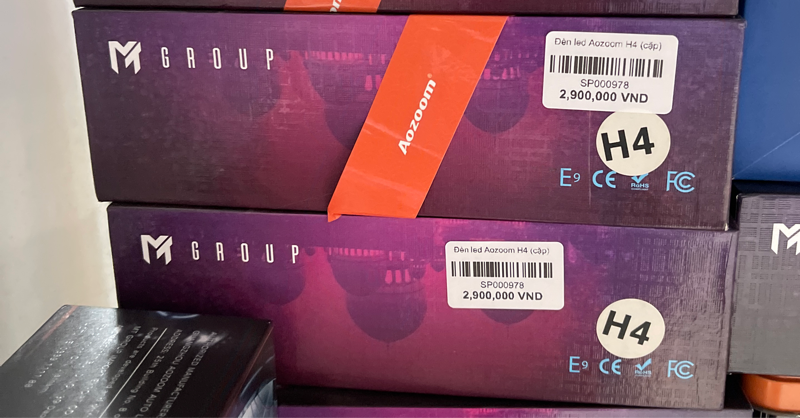 GROUP
Aozoom
Đèn led Aozoom H4 (cặp)
SP000978
2,900,000 VND
H4
E9 CE RoHS FC
GROUP
Đèn led Aozoom H4 (cặp)
SP000978
2,900,000 VND
H4
E9 CE RoHS FC